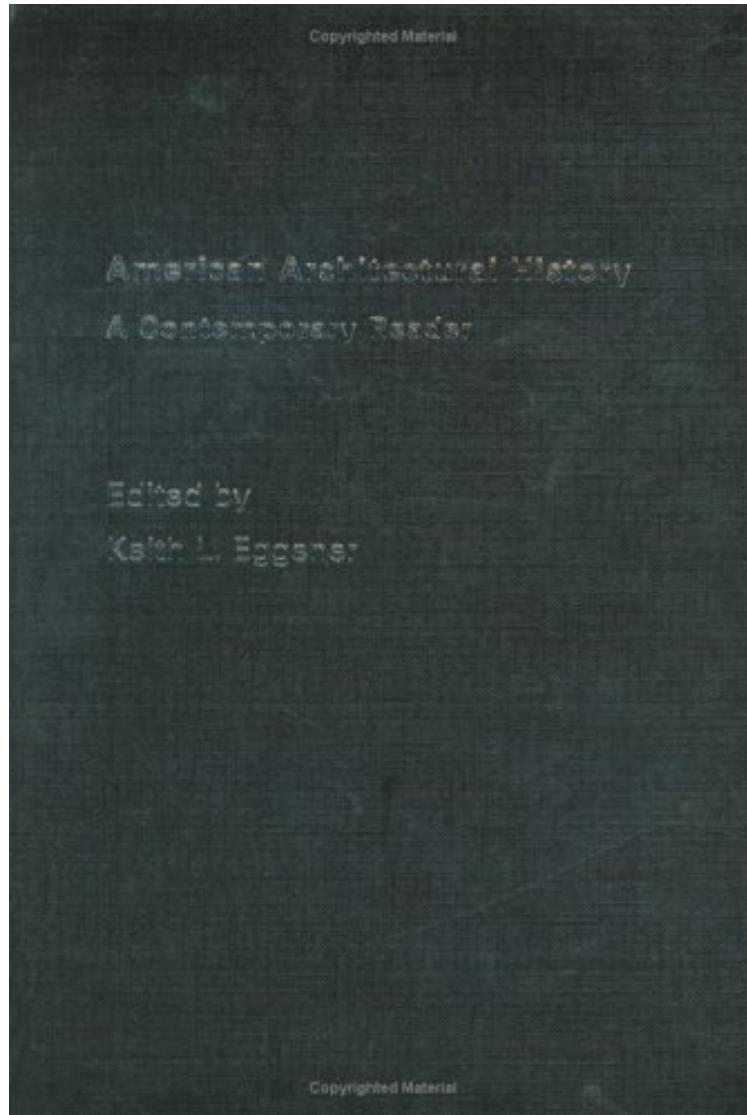 Copyrighted Material
American Architectural History
A Contemporary Reader
Edited by
Keith L. Eggener
Copyrighted Material